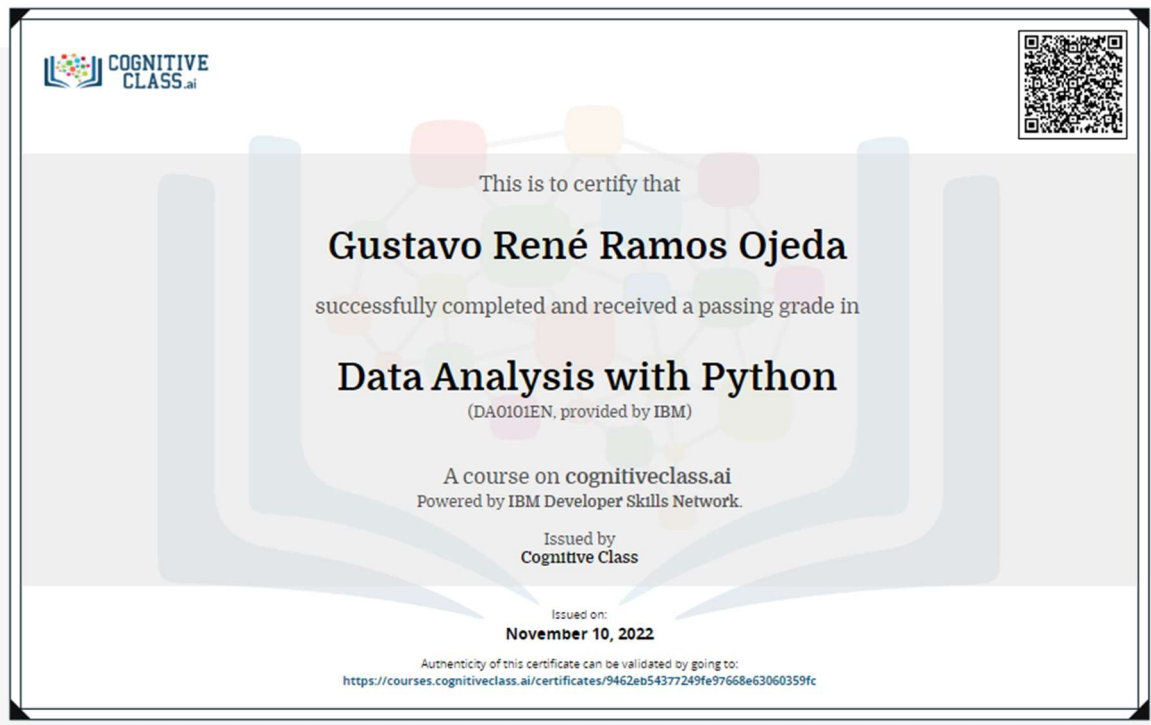 COGNITIVE
CLASS.ai
This is to certify that
Gustavo René Ramos Ojeda
successfully completed and received a passing grade in
Data Analysis with Python
(DA0101EN, provided by IBM)
A course on cognitiveclass.ai
Powered by IBM Developer Skills Network.
Issued by
Cognitive Class
Issued on:
November 10, 2022
Authenticity of this certificate can be validated by going to:
https://courses.cognitiveclass.ai/certificates/9462eb54377249fe97668e63060359fc